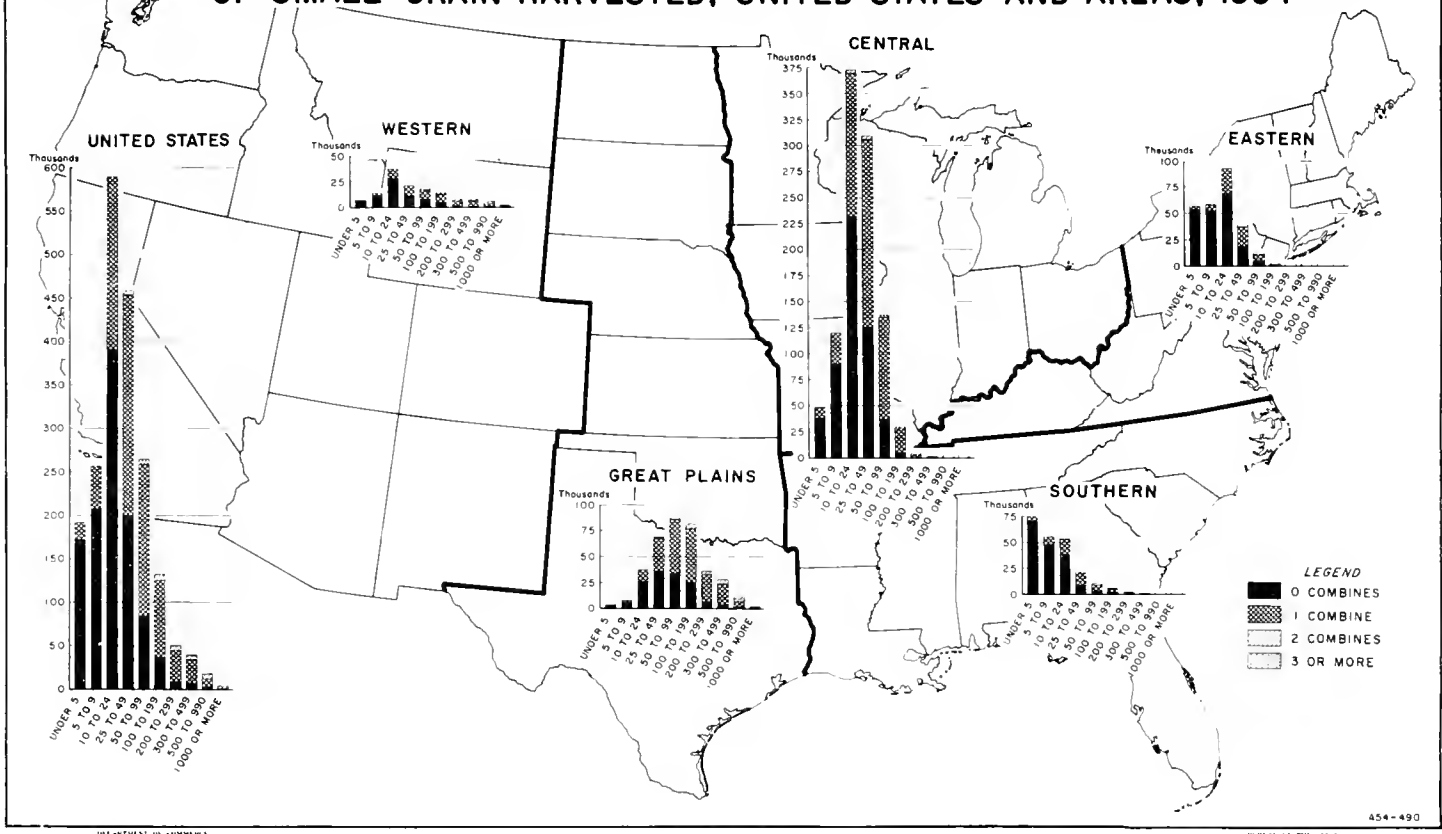 OF SMALL GRAIN HARVESTED, UNITED STATES AND AREAS, 1954
UNITED STATES
Thousands
600
550
500
450
400
350
300
250
200
150
100
50
0
UNDER 5
5 TO 9
10 TO 24
25 TO 49
50 TO 99
100 TO 199
200 TO 299
300 TO 499
500 TO 990
1000 OR MORE
WESTERN
Thousands
50
25
0
UNDER 5
5 TO 9
10 TO 24
25 TO 49
50 TO 99
100 TO 199
200 TO 299
300 TO 499
500 TO 990
1000 OR MORE
GREAT PLAINS
Thousands
100
75
50
25
0
UNDER 5
5 TO 9
10 TO 24
25 TO 49
50 TO 99
100 TO 199
200 TO 299
300 TO 499
500 TO 990
1000 OR MORE
CENTRAL
Thousands
375
350
325
300
275
250
225
200
175
150
125
100
75
50
25
0
UNDER 5
5 TO 9
10 TO 24
25 TO 49
50 TO 99
100 TO 199
200 TO 299
300 TO 499
500 TO 990
1000 OR MORE
EASTERN
Thousands
100
75
50
25
0
UNDER 5
5 TO 9
10 TO 24
25 TO 49
50 TO 99
100 TO 199
200 TO 299
300 TO 499
500 TO 990
1000 OR MORE
SOUTHERN
Thousands
75
50
25
0
UNDER 5
5 TO 9
10 TO 24
25 TO 49
50 TO 99
100 TO 199
200 TO 299
300 TO 499
500 TO 990
1000 OR MORE
LEGEND
0 COMBINES
1 COMBINE
2 COMBINES
3 OR MORE
454-490